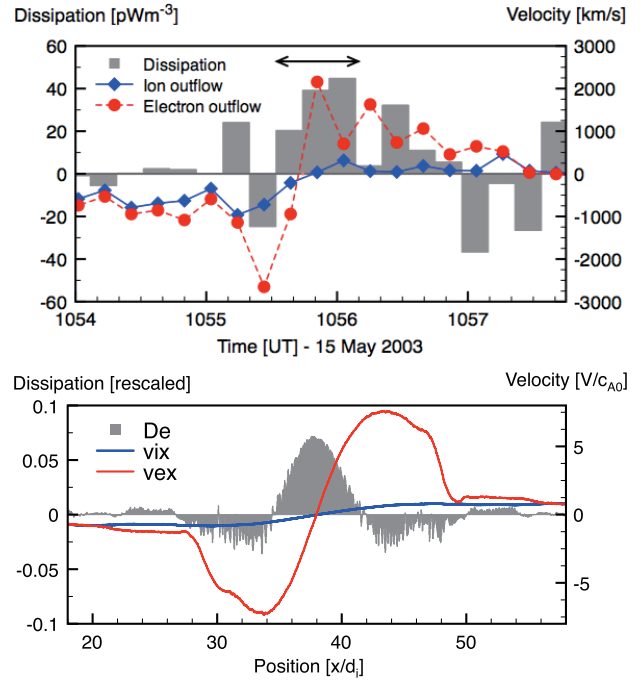 Dissipation [pWm⁻³] Velocity [km/s]
60 3000
Dissipation
Ion outflow
Electron outflow
40 2000
20 1000
0 0
-20 -1000
-40 -2000
-60 -3000
1054 1055 1056 1057
Time [UT] - 15 May 2003
Dissipation [rescaled] Velocity [V/c_A0]
0.1
De
vix
vex
0.05 5
0 0
-0.05 -5
-0.1
20 30 40 50
Position [x/d_i]